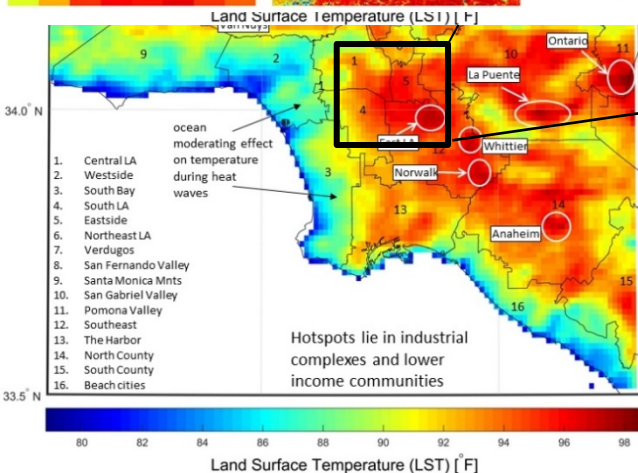 Land Surface Temperature (LST) [°F]
Van Nuys
9
2
1
6
5
10
Ontario
11
La Puente
34.0° N
4
ocean
moderating effect
on temperature
during heat
waves
East LA
12
Whittier
Norwalk
3
13
14
Anaheim
15
16
1. Central LA
2. Westside
3. South Bay
4. South LA
5. Eastside
6. Northeast LA
7. Verdugos
8. San Fernando Valley
9. Santa Monica Mnts
10. San Gabriel Valley
11. Pomona Valley
12. Southeast
13. The Harbor
14. North County
15. South County
16. Beach cities
Hotspots lie in industrial
complexes and lower
income communities
33.5° N
80 82 84 86 88 90 92 94 96 98
Land Surface Temperature (LST) [°F]